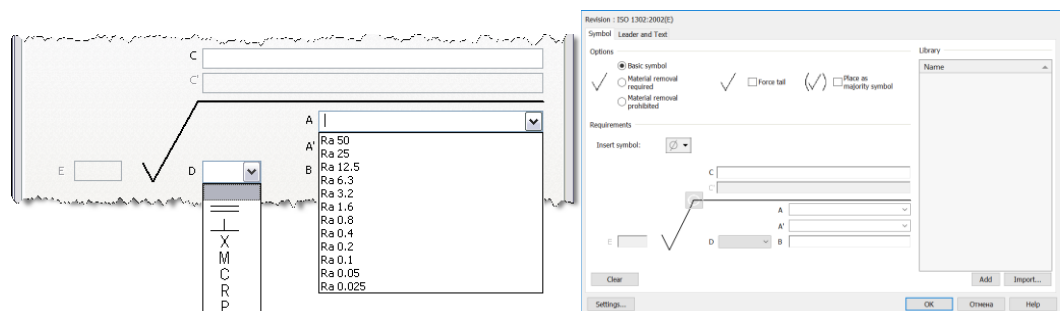 C
C'
A
A'
E
D
B
Ra 50
Ra 25
Ra 12.5
Ra 6.3
Ra 3.2
Ra 1.6
Ra 0.8
Ra 0.4
Ra 0.2
Ra 0.1
Ra 0.05
Ra 0.025
X
M
C
R
P
Revision : ISO 1302:2002(E)
Symbol Leader and Text
Options
Basic symbol
Material removal
required
Material removal
prohibited
Force tail
Place as
majority symbol
Requirements
Insert symbol:
C
C'
A
A'
E
D
B
Clear
Settings...
Library
Name
Add Import...
OK Отмена Help